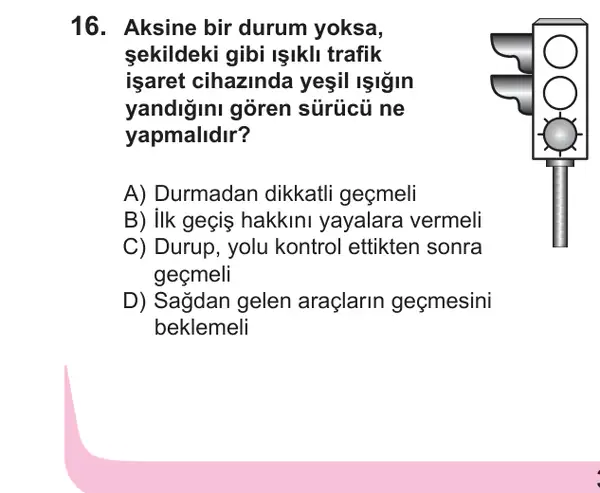 16. Aksine bir durum yoksa,
şekildeki gibi ışıklı trafik
işaret cihazında yeşil ışığın
yandığını gören sürücü ne
yapmalıdır?
A) Durmadan dikkatli geçmeli
B) İlk geçiş hakkını yayalara vermeli
C) Durup, yolu kontrol ettikten sonra
geçmeli
D) Sağdan gelen araçların geçmesini
beklemeli